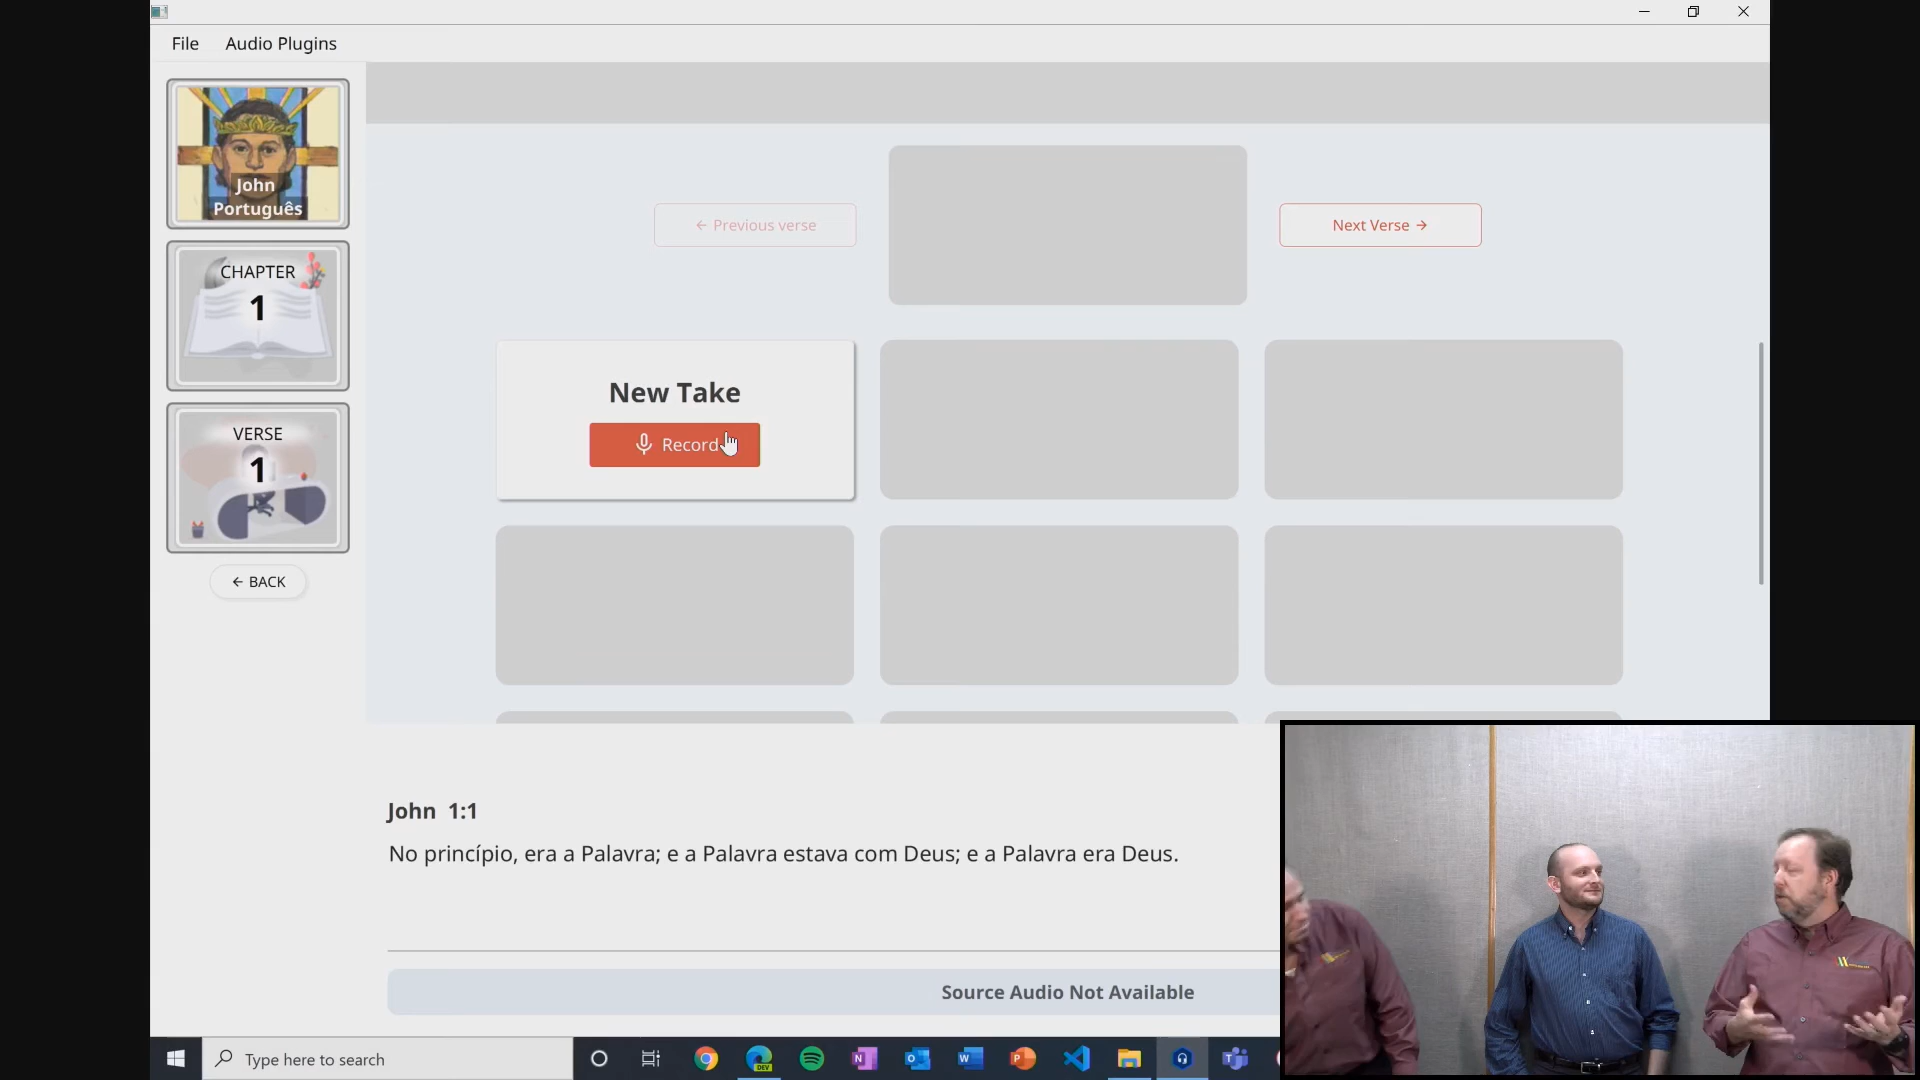 File Audio Plugins
John
Português
CHAPTER
1
VERSE
1
← BACK
← Previous verse
Next Verse →
New Take
Record
John 1:1
No princípio, era a Palavra; e a Palavra estava com Deus; e a Palavra era Deus.
Source Audio Not Available
Type here to search